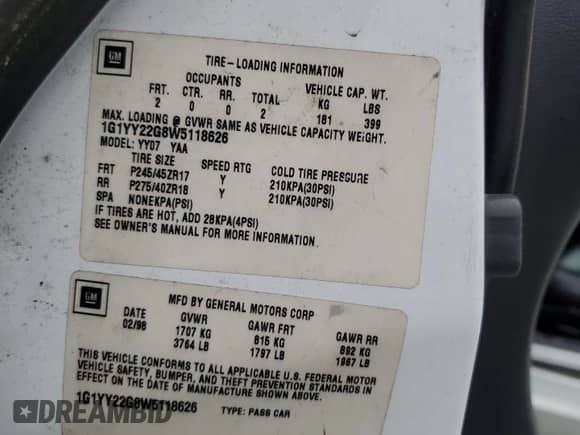 GM
TIRE-LOADING INFORMATION
OCCUPANTS VEHICLE CAP. WT.
FRT. CTR. RR. TOTAL KG LBS
2 0 0 2 181 399
MAX. LOADING @ GVWR SAME AS VEHICLE CAPACITY WEIGHT.
1G1YY22G8W5118626
MODEL: YY07 YAA
TIRE SIZE SPEED RTG COLD TIRE PRESSURE
FRT P245/45ZR17 Y 210KPA(30PSI)
RR P275/40ZR18 Y 210KPA(30PSI)
SPA NONEKPA(PSI)
IF TIRES ARE HOT, ADD 28KPA(4PSI)
SEE OWNER'S MANUAL FOR MORE INFORMATION.
GM
MFD BY GENERAL MOTORS CORP
DATE GVWR GAWR FRT GAWR RR
02/98 1707 KG 815 KG 892 KG
3764 LB 1797 LB 1967 LB
THIS VEHICLE CONFORMS TO ALL APPLICABLE U.S. FEDERAL MOTOR
VEHICLE SAFETY, BUMPER, AND THEFT PREVENTION STANDARDS IN
EFFECT ON THE DATE OF MANUFACTURE SHOWN ABOVE.
1G1YY22G8W5118626 TYPE: PASS CAR
DEALERSCOPE